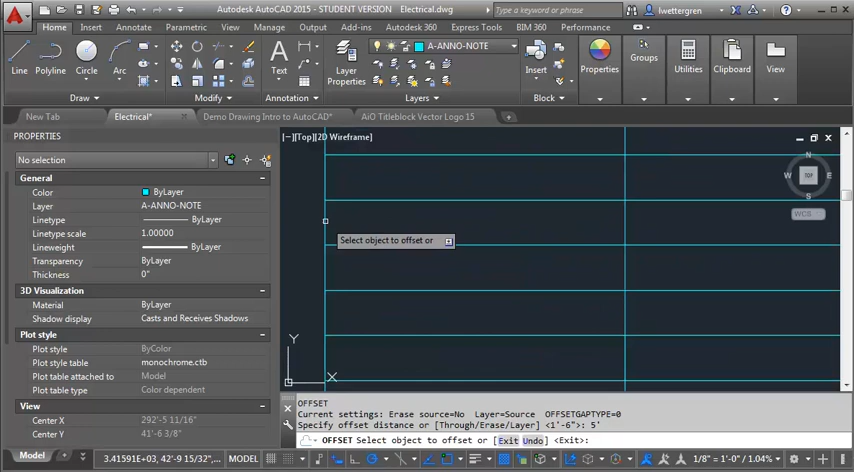 Autodesk AutoCAD 2015 - STUDENT VERSION Electrical.dwg
Type a keyword or phrase
lwettergren
Home Insert Annotate Parametric View Manage Output Add-ins Autodesk 360 Express Tools BIM 360 Performance
A-ANNO-NOTE
Line Polyline Circle Arc Text Layer Properties Insert Properties Groups Utilities Clipboard View
Draw Modify Annotation Layers Block
New Tab Electrical* Demo Drawing Intro to AutoCAD* AiO Titleblock Vector Logo 15
PROPERTIES
[−][Top][2D Wireframe]
No selection
General
Color ByLayer
Layer A-ANNO-NOTE
Linetype ByLayer
Linetype scale 1.00000
Lineweight ByLayer
Transparency ByLayer
Thickness 0"
3D Visualization
Material ByLayer
Shadow display Casts and Receives Shadows
Plot style
Plot style ByColor
Plot style table monochrome.ctb
Plot table attached to Model
Plot table type Color dependent
View
Center X 292'-5 11/16"
Center Y 41'-6 3/8"
N
W TOP E
S
WCS
Select object to offset or
Y
X
OFFSET
Current settings: Erase source=No Layer=Source OFFSETGAPTYPE=0
Specify offset distance or [Through/Erase/Layer] <1'-6">: 5'
OFFSET Select object to offset or [Exit Undo] <Exit>:
Model
3.41591E+03, 42'-9 15/32", MODEL
1/8" = 1'-0" / 1.04%